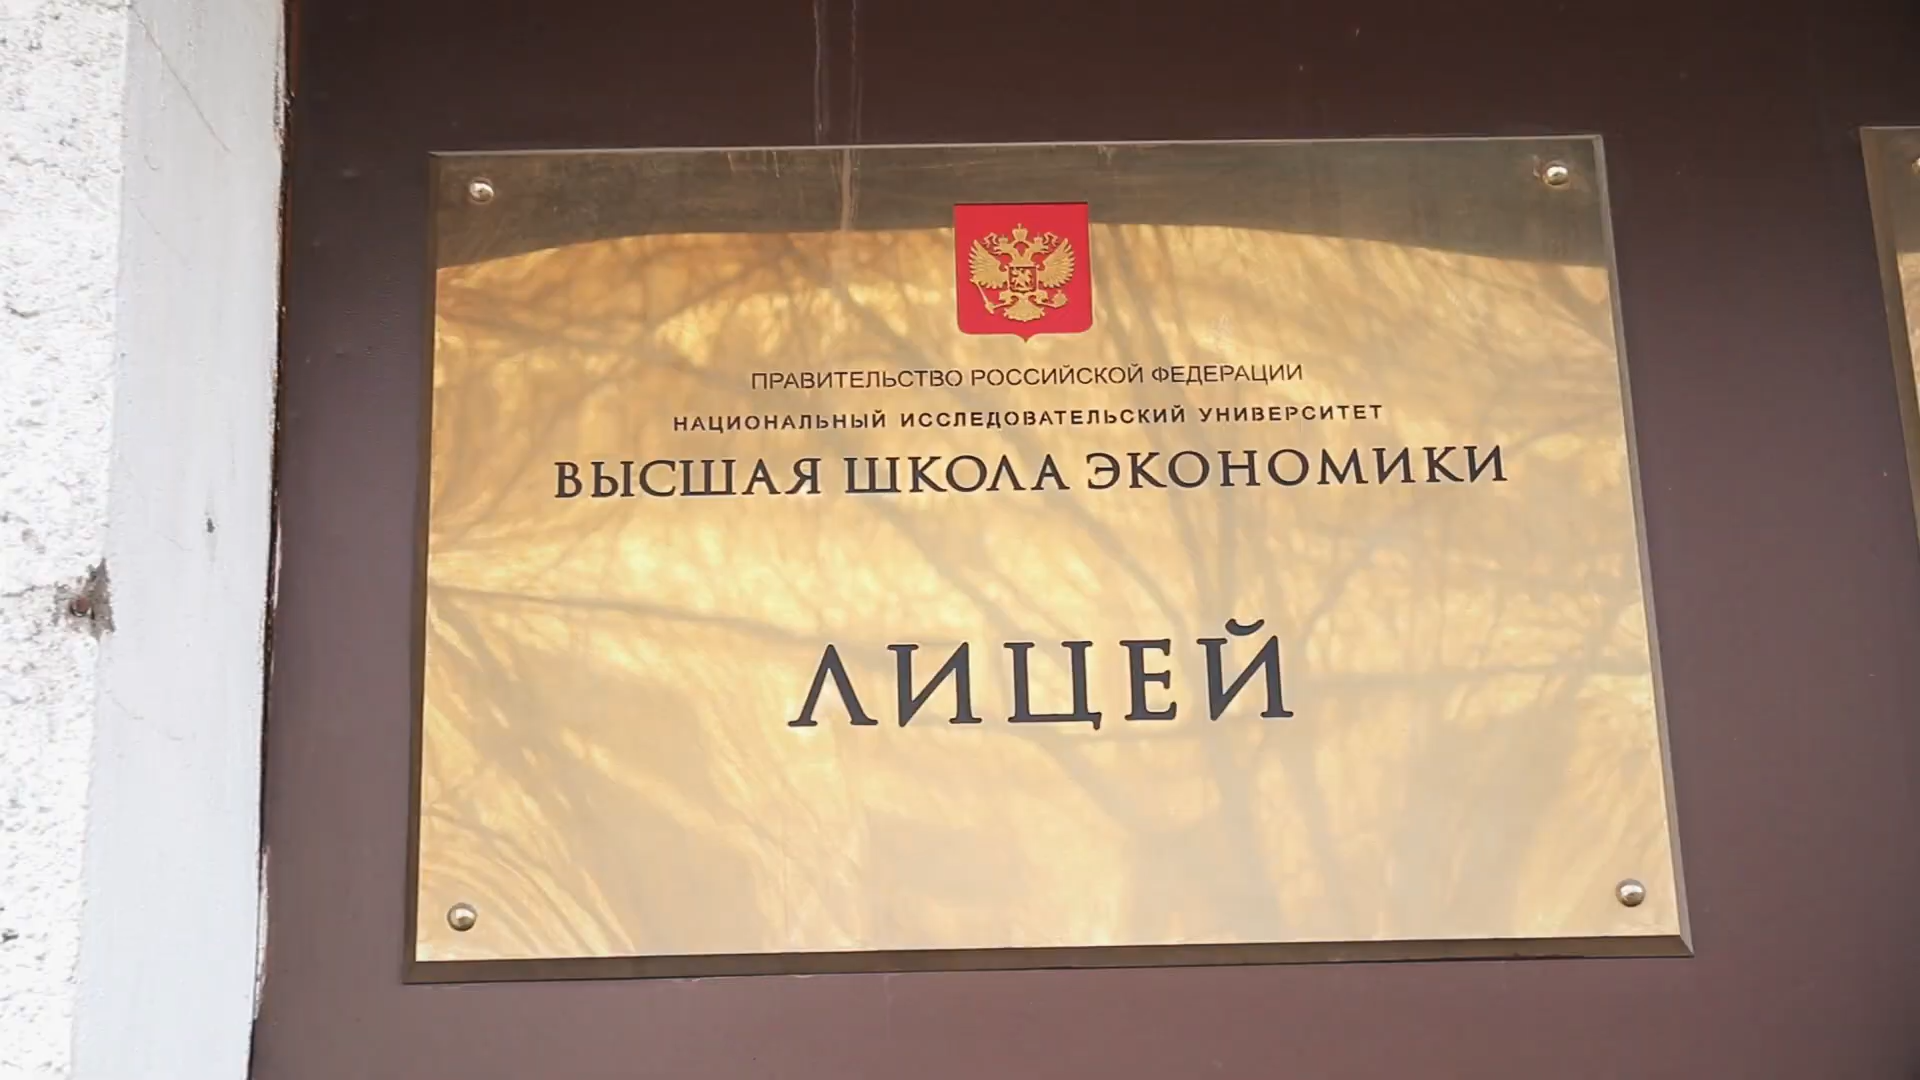 ПРАВИТЕЛЬСТВО РОССИЙСКОЙ ФЕДЕРАЦИИ
НАЦИОНАЛЬНЫЙ ИССЛЕДОВАТЕЛЬСКИЙ УНИВЕРСИТЕТ
ВЫСШАЯ ШКОЛА ЭКОНОМИКИ
ЛИЦЕЙ